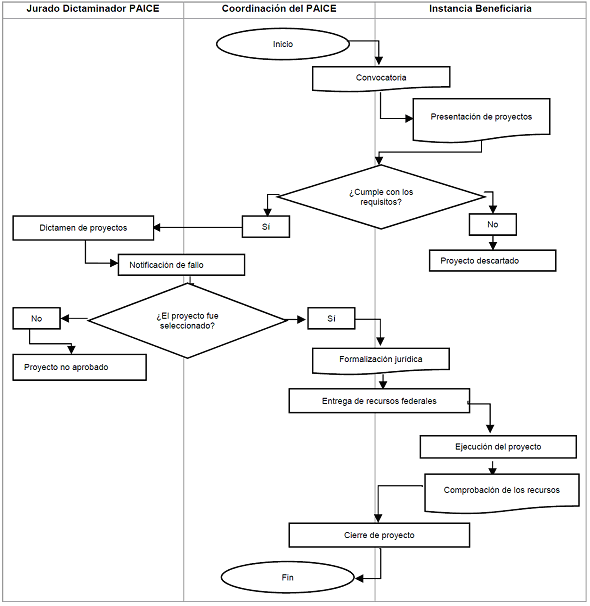 Jurado Dictaminador PAICE
Coordinación del PAICE
Instancia Beneficiaria
Inicio
Convocatoria
Presentación de proyectos
¿Cumple con los
requisitos?
Sí
No
Dictamen de proyectos
Proyecto descartado
Notificación de fallo
¿El proyecto fue
seleccionado?
No
Sí
Proyecto no aprobado
Formalización jurídica
Entrega de recursos federales
Ejecución del proyecto
Comprobación de los recursos
Cierre de proyecto
Fin